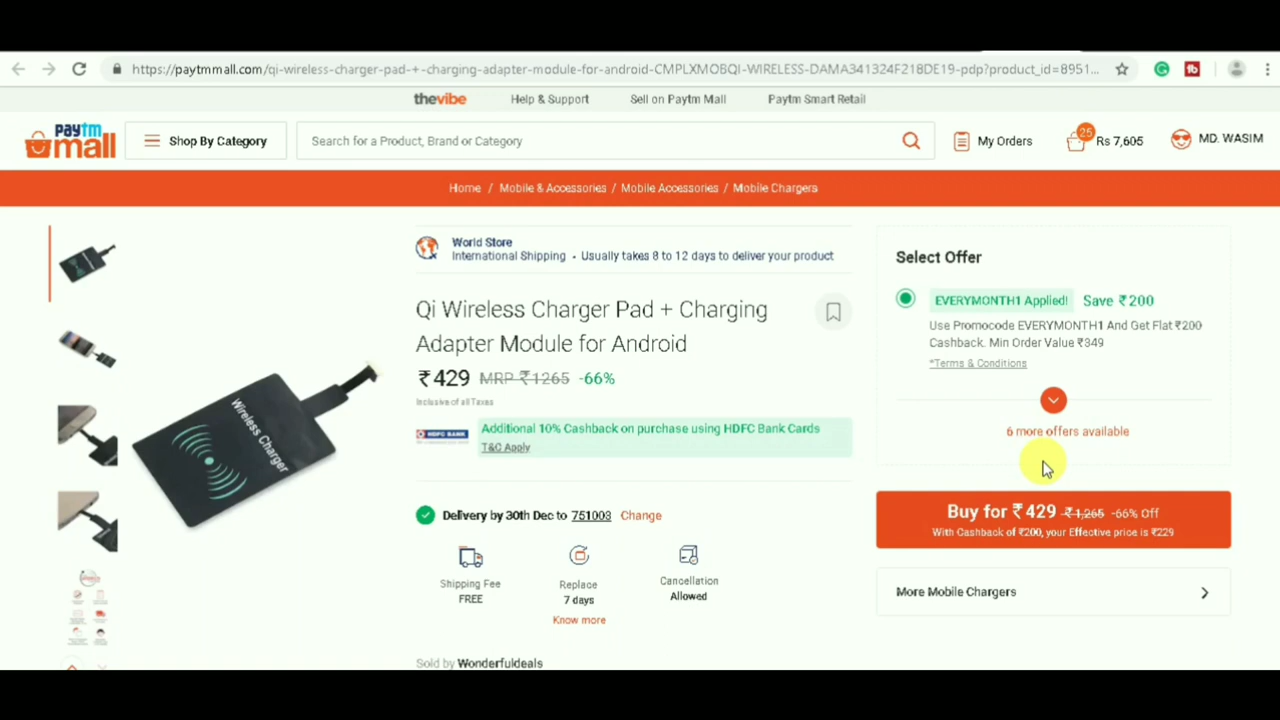 https://paytmmall.com/qi-wireless-charger-pad-+-charging-adapter-module-for-android-CMPLXMOBQI-WIRELESS-DAMA341324F218DE19-pdp?product_id=8951...
thevibe Help & Support Sell on Paytm Mall Paytm Smart Retail
paytm mall
Shop By Category
Search for a Product, Brand or Category
My Orders
25
Rs 7,605
MD. WASIM
Home / Mobile & Accessories / Mobile Accessories / Mobile Chargers
World Store
International Shipping • Usually takes 8 to 12 days to deliver your product
Qi Wireless Charger Pad + Charging
Adapter Module for Android
₹429 MRP ₹1265 -66%
Inclusive of all Taxes
HDFC BANK
Additional 10% Cashback on purchase using HDFC Bank Cards
T&C Apply
Wireless Charger
Delivery by 30th Dec to 751003 Change
Shipping Fee
FREE
Replace
7 days
Know more
Cancellation
Allowed
Sold by Wonderfuldeals
Select Offer
EVERYMONTH1 Applied! Save ₹200
Use Promocode EVERYMONTH1 And Get Flat ₹200
Cashback. Min Order Value ₹349
*Terms & Conditions
6 more offers available
Buy for ₹429 ₹1,265 -66% Off
With Cashback of ₹200, your Effective price is ₹229
More Mobile Chargers